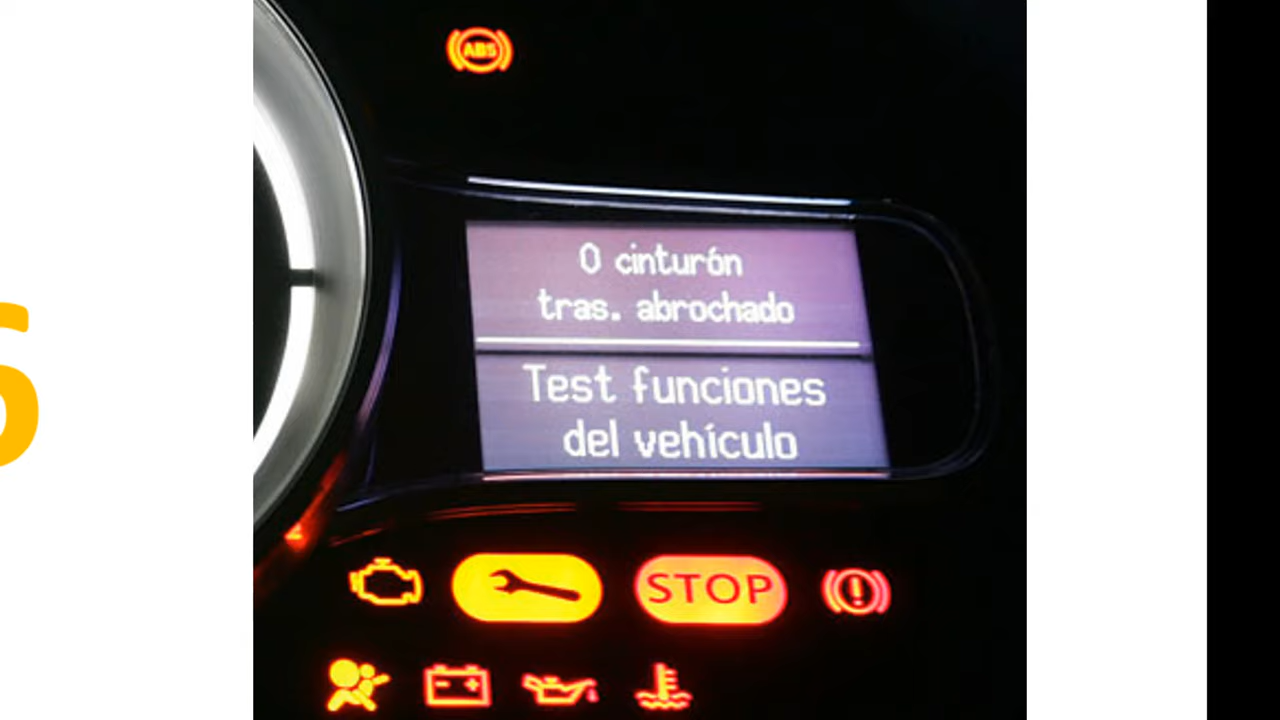 ABS
0 cinturón
tras. abrochado
Test funciones
del vehículo
STOP